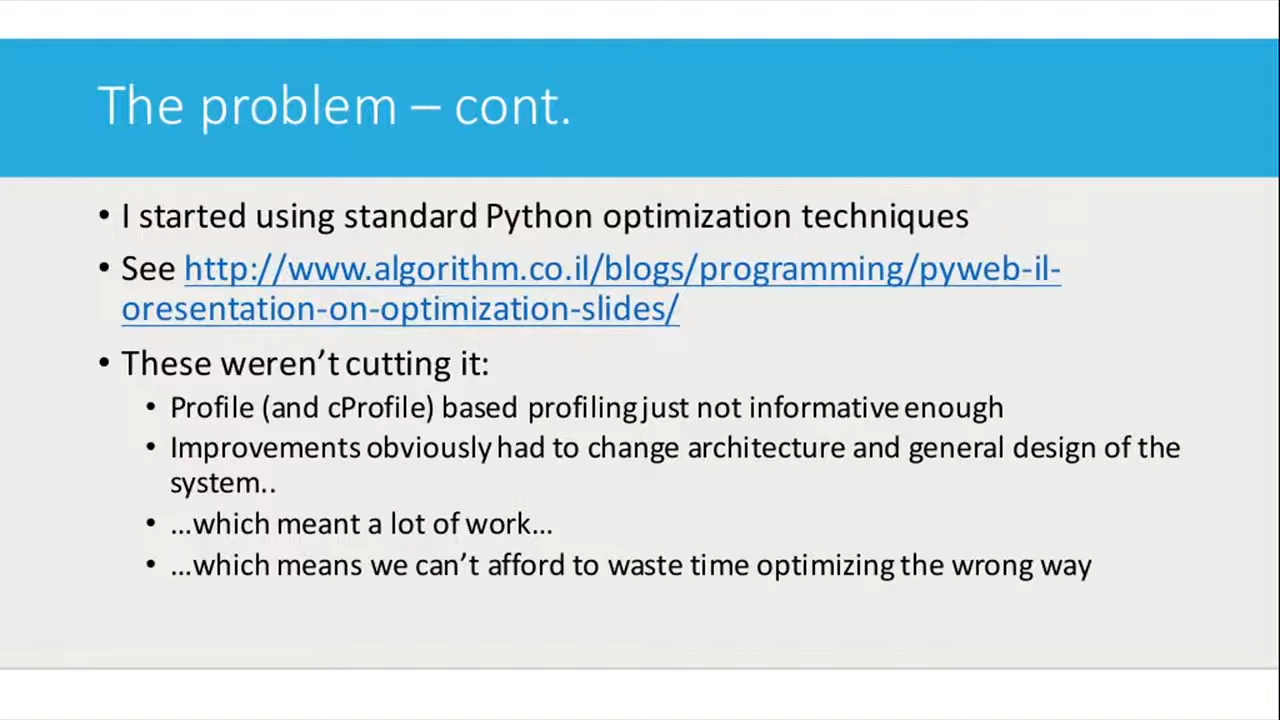 The problem – cont.
• I started using standard Python optimization techniques
• See http://www.algorithm.co.il/blogs/programming/pyweb-il-
oresentation-on-optimization-slides/
• These weren’t cutting it:
• Profile (and cProfile) based profiling just not informative enough
• Improvements obviously had to change architecture and general design of the
system..
• …which meant a lot of work…
• …which means we can’t afford to waste time optimizing the wrong way